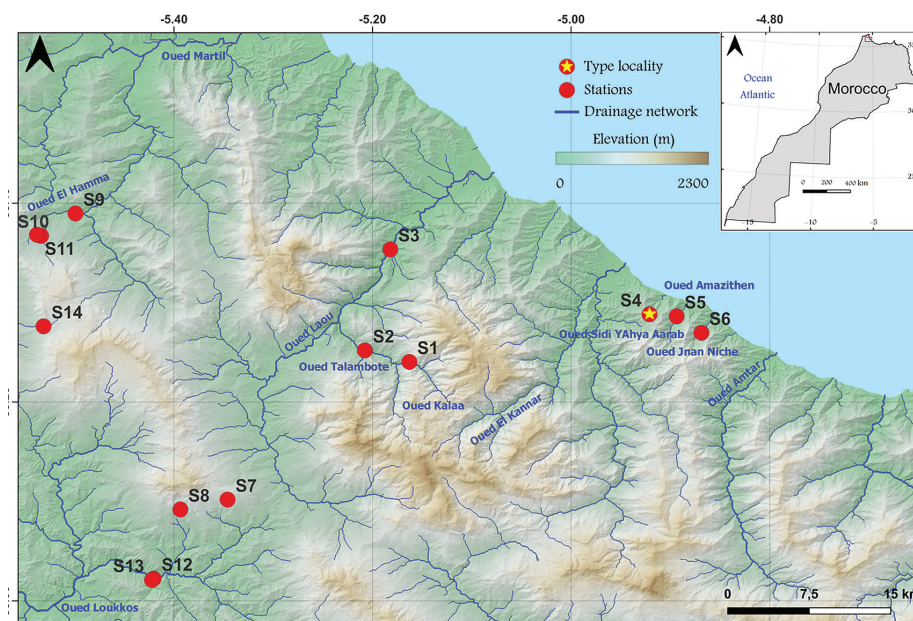 -5.40
-5.20
-5.00
-4.80
Oued Martil
Type locality
Stations
Drainage network
Elevation (m)
0
2300
Ocean
Atlantic
Morocco
0 200 400 km
-15
-10
-5
Oued El Hamma
S9
S10
S11
S3
S14
Oued Laou
S2
S1
Oued Talambote
Oued Kalaa
Oued El Kannar
Oued Amazithen
S4
S5
S6
Oued Sidi YAhya Aarab
Oued Jnan Niche
Oued Amtar
S8
S7
S13
S12
Oued Loukkos
0
7,5
15 km